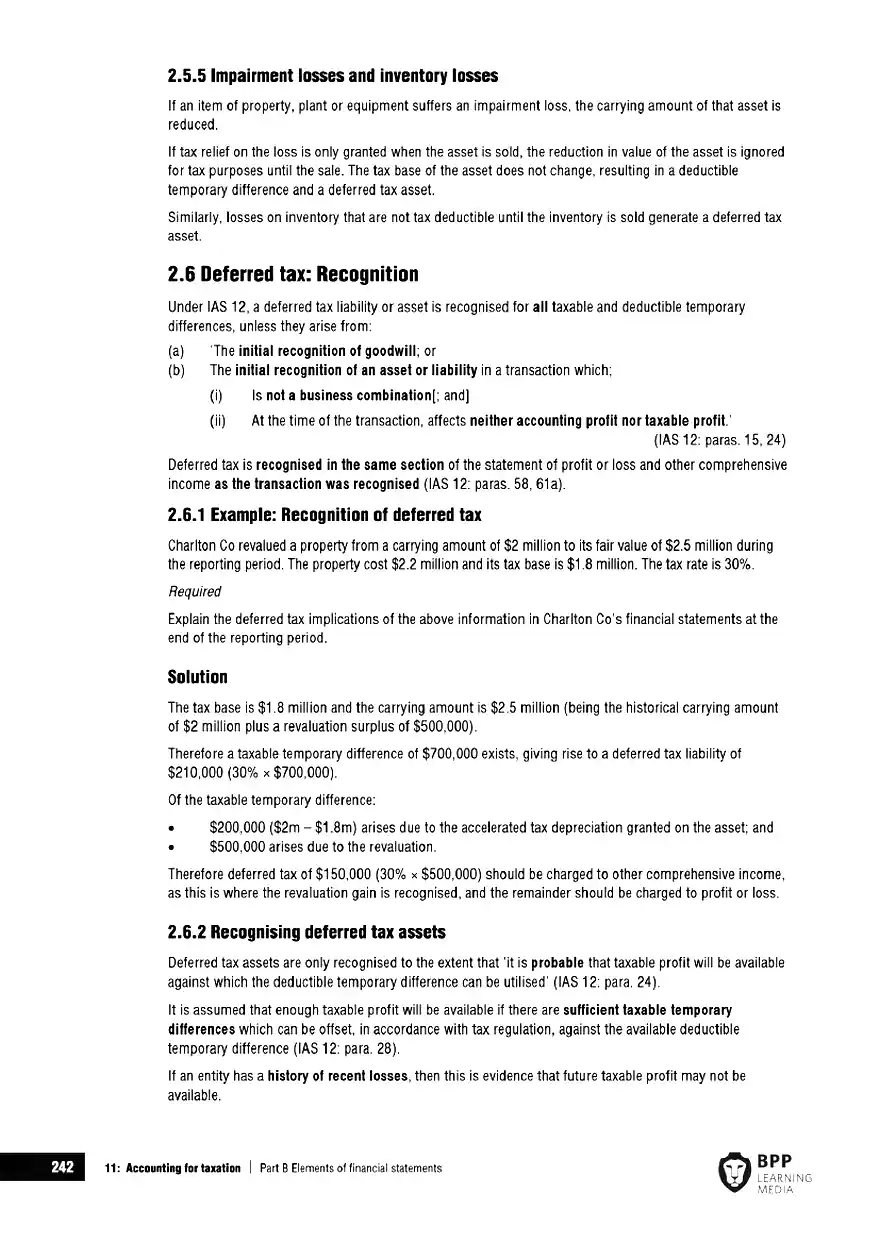 2.5.5 Impairment losses and inventory losses
If an item of property, plant or equipment suffers an impairment loss, the carrying amount of that asset is
reduced.
If tax relief on the loss is only granted when the asset is sold, the reduction in value of the asset is ignored
for tax purposes until the sale. The tax base of the asset does not change, resulting in a deductible
temporary difference and a deferred tax asset.
Similarly, losses on inventory that are not tax deductible until the inventory is sold generate a deferred tax
asset.
2.6 Deferred tax: Recognition
Under IAS 12, a deferred tax liability or asset is recognised for all taxable and deductible temporary
differences, unless they arise from:
(a) 'The initial recognition of goodwill; or
(b) The initial recognition of an asset or liability in a transaction which;
(i) Is not a business combination[; and]
(ii) At the time of the transaction, affects neither accounting profit nor taxable profit.'
(IAS 12: paras. 15, 24)
Deferred tax is recognised in the same section of the statement of profit or loss and other comprehensive
income as the transaction was recognised (IAS 12: paras. 58, 61a).
2.6.1 Example: Recognition of deferred tax
Charlton Co revalued a property from a carrying amount of $2 million to its fair value of $2.5 million during
the reporting period. The property cost $2.2 million and its tax base is $1.8 million. The tax rate is 30%.
Required
Explain the deferred tax implications of the above information in Charlton Co's financial statements at the
end of the reporting period.
Solution
The tax base is $1.8 million and the carrying amount is $2.5 million (being the historical carrying amount
of $2 million plus a revaluation surplus of $500,000).
Therefore a taxable temporary difference of $700,000 exists, giving rise to a deferred tax liability of
$210,000 (30% × $700,000).
Of the taxable temporary difference:
• $200,000 ($2m – $1.8m) arises due to the accelerated tax depreciation granted on the asset; and
• $500,000 arises due to the revaluation.
Therefore deferred tax of $150,000 (30% × $500,000) should be charged to other comprehensive income,
as this is where the revaluation gain is recognised, and the remainder should be charged to profit or loss.
2.6.2 Recognising deferred tax assets
Deferred tax assets are only recognised to the extent that 'it is probable that taxable profit will be available
against which the deductible temporary difference can be utilised' (IAS 12: para. 24).
It is assumed that enough taxable profit will be available if there are sufficient taxable temporary
differences which can be offset, in accordance with tax regulation, against the available deductible
temporary difference (IAS 12: para. 28).
If an entity has a history of recent losses, then this is evidence that future taxable profit may not be
available.
242 11: Accounting for taxation | Part B Elements of financial statements
BPP
LEARNING
MEDIA